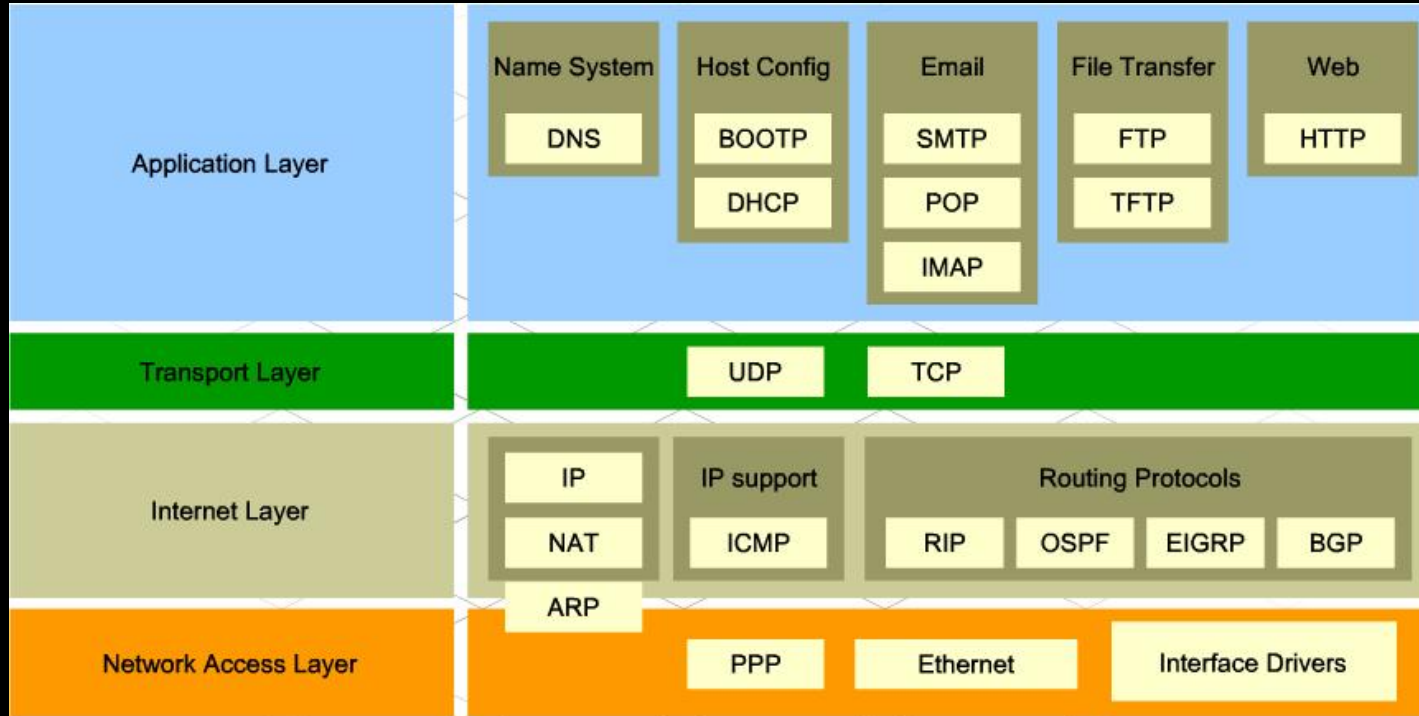 Application Layer
Name System
DNS
Host Config
BOOTP
DHCP
Email
SMTP
POP
IMAP
File Transfer
FTP
TFTP
Web
HTTP
Transport Layer
UDP
TCP
Internet Layer
IP
NAT
ARP
IP support
ICMP
Routing Protocols
RIP
OSPF
EIGRP
BGP
Network Access Layer
PPP
Ethernet
Interface Drivers